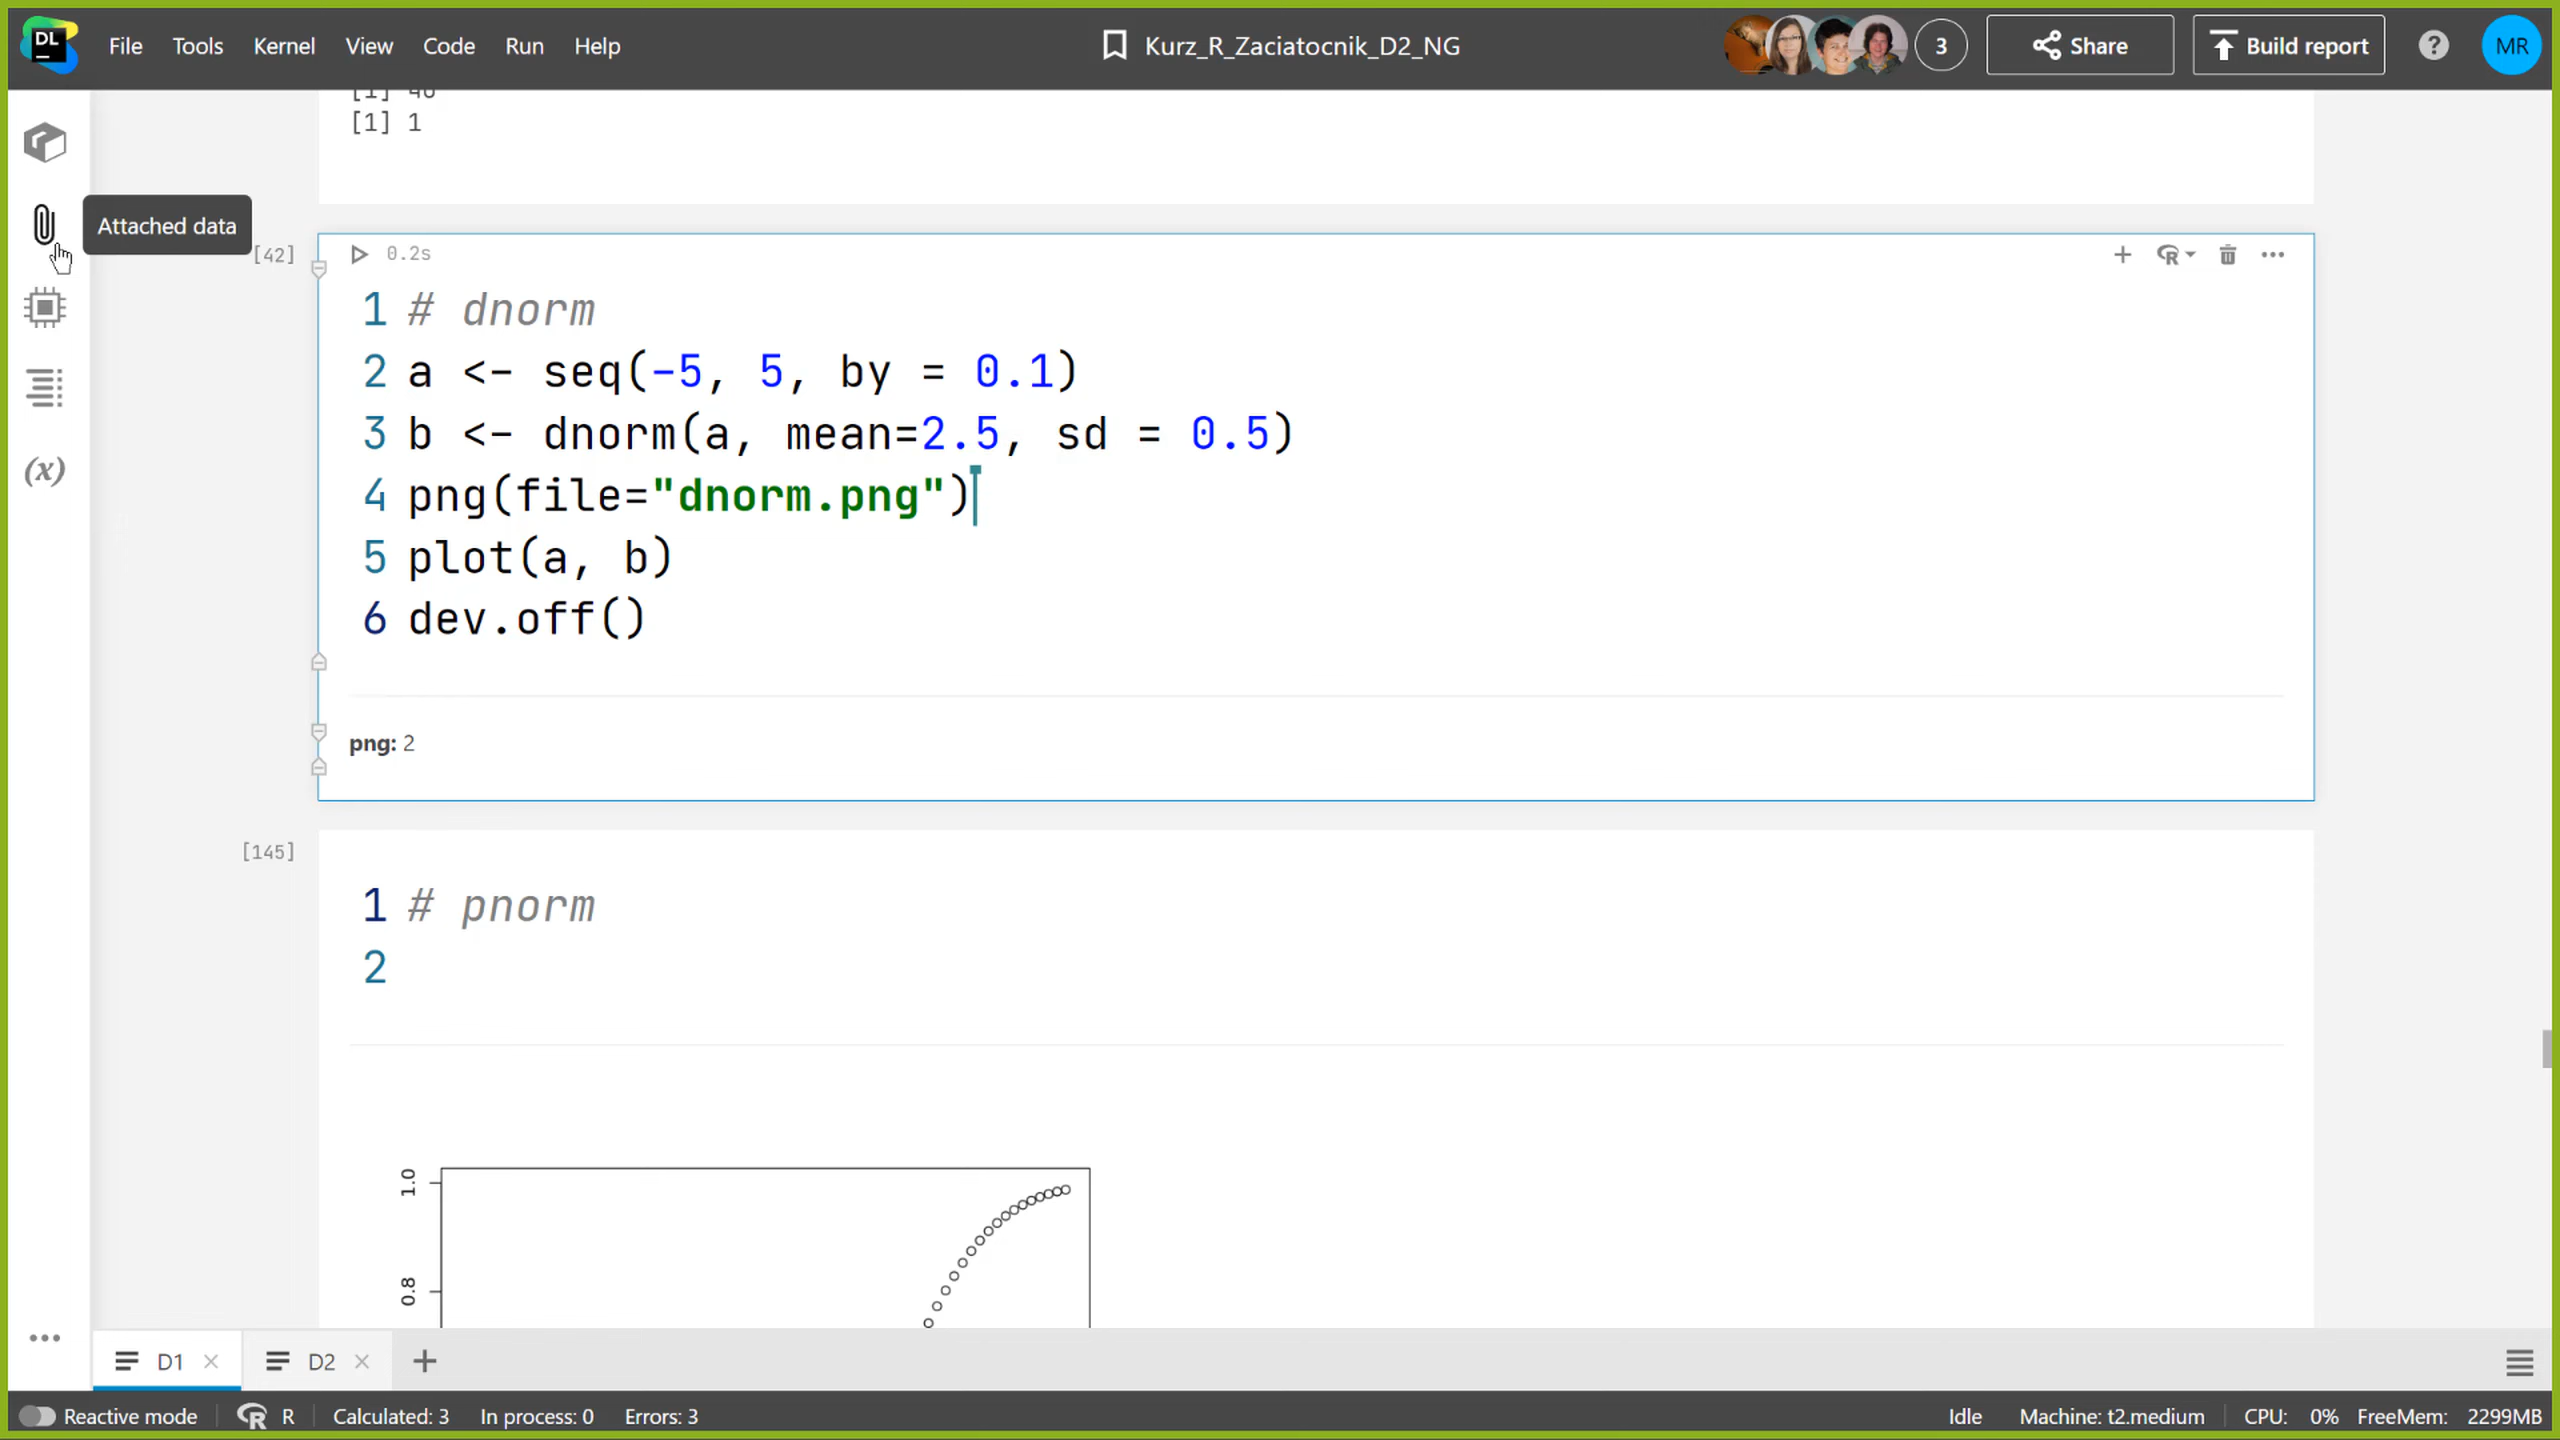 DL
File Tools Kernel View Code Run Help
Kurz_R_Zaciatocnik_D2_NG
3
Share
Build report
?
MR
[1] 1
Attached data
[42]
0.2s
1 # dnorm
2 a <- seq(-5, 5, by = 0.1)
3 b <- dnorm(a, mean=2.5, sd = 0.5)
4 png(file="dnorm.png")
5 plot(a, b)
6 dev.off()
(x)
png: 2
[145]
1 # pnorm
2
1.0
0.8
D1
D2
Reactive mode R Calculated: 3 In process: 0 Errors: 3 Idle Machine: t2.medium CPU: 0% FreeMem: 2299MB